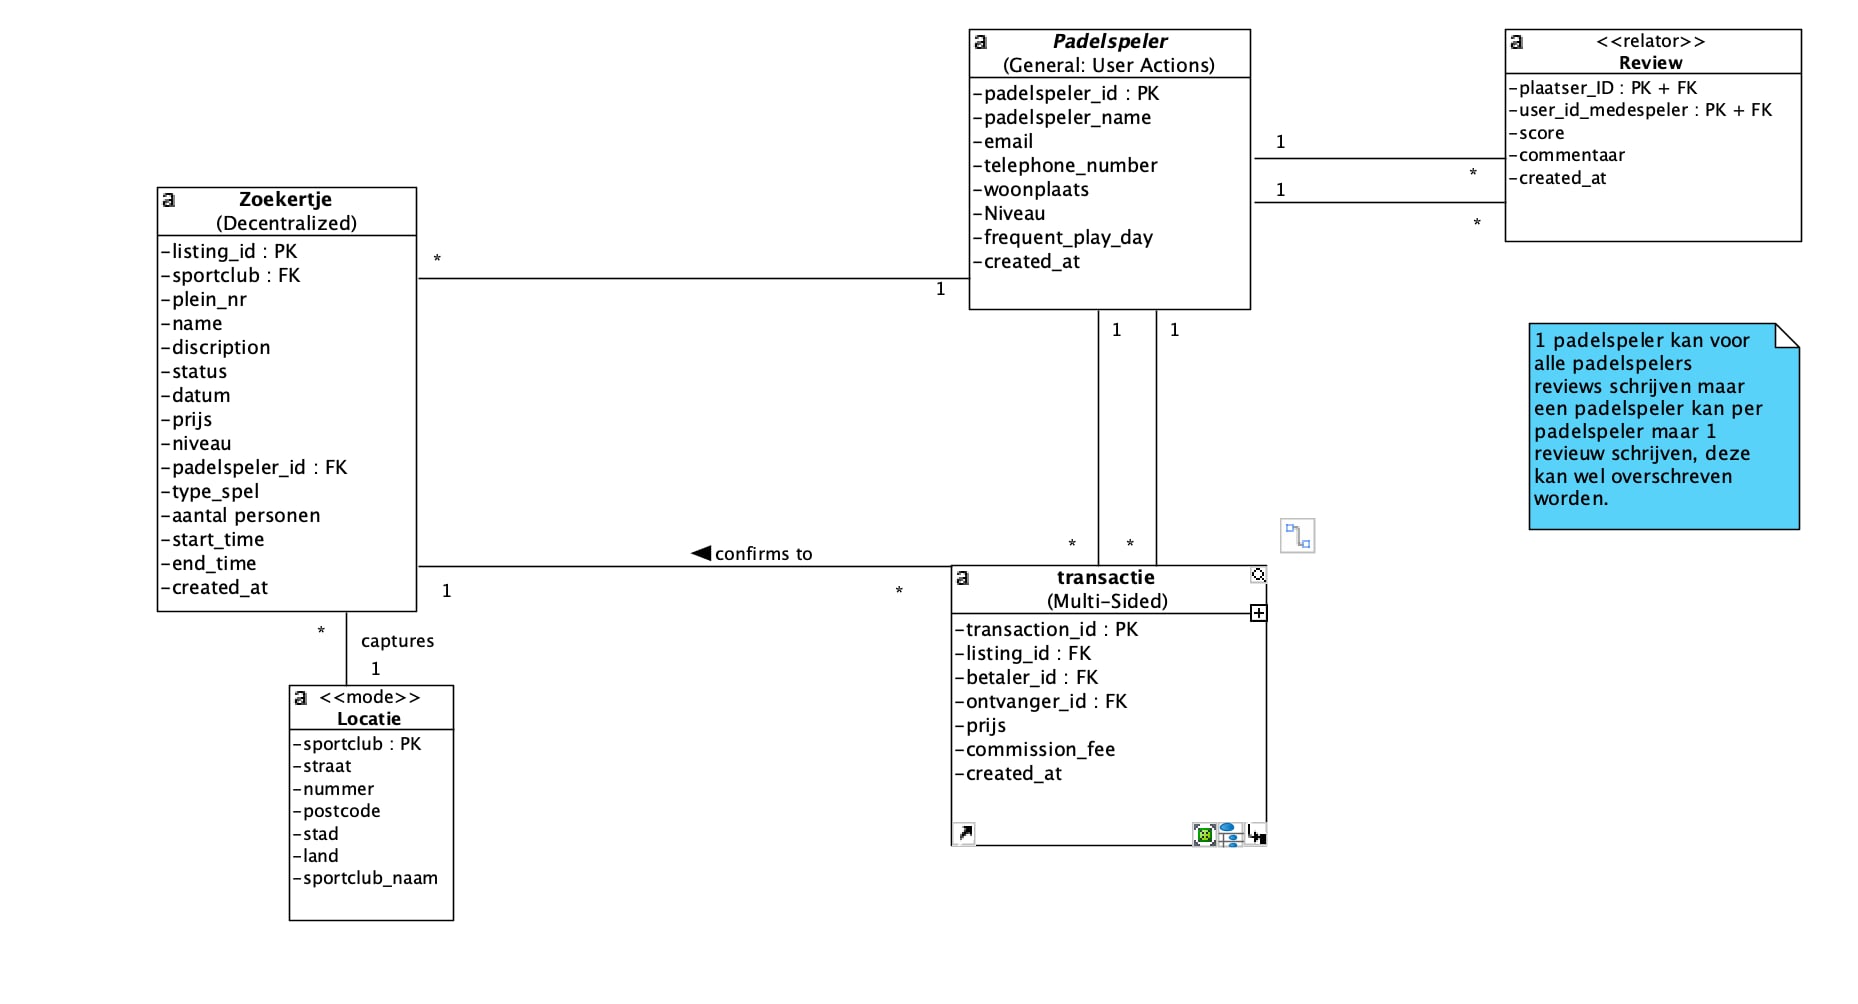 Padelspeler
(General: User Actions)
-padelspeler_id : PK
-padelspeler_name
-email
-telephone_number
-woonplaats
-Niveau
-frequent_play_day
-created_at
<<relator>>
Review
-plaatser_ID : PK + FK
-user_id_medespeler : PK + FK
-score
-commentaar
-created_at
1
*
1
*
Zoekertje
(Decentralized)
-listing_id : PK
-sportclub : FK
-plein_nr
-name
-discription
-status
-datum
-prijs
-niveau
-padelspeler_id : FK
-type_spel
-aantal personen
-start_time
-end_time
-created_at
*
1
1
1
1 padelspeler kan voor
alle padelspelers
reviews schrijven maar
een padelspeler kan per
padelspeler maar 1
revieuw schrijven, deze
kan wel overschreven
worden.
*
*
confirms to
1
*
transactie
(Multi-Sided)
-transaction_id : PK
-listing_id : FK
-betaler_id : FK
-ontvanger_id : FK
-prijs
-commission_fee
-created_at
*
captures
1
<<mode>>
Locatie
-sportclub : PK
-straat
-nummer
-postcode
-stad
-land
-sportclub_naam